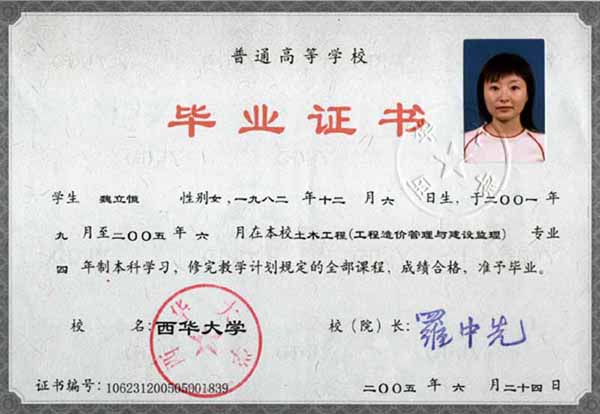 普通高等学校
毕业证书
学生 魏立恒 性别女,一九八二 年十二 月 六 日生,于二〇〇一 年
九 月至二〇〇五 年 六 月在本校土木工程(工程造价管理与建设监理) 专业
四 年制本科学习,修完教学计划规定的全部课程,成绩合格,准予毕业。
校 名:西华大学 校(院)长:羅中先
西华大学
证书编号:106231200505001839 二〇〇五 年 六 月二十四日